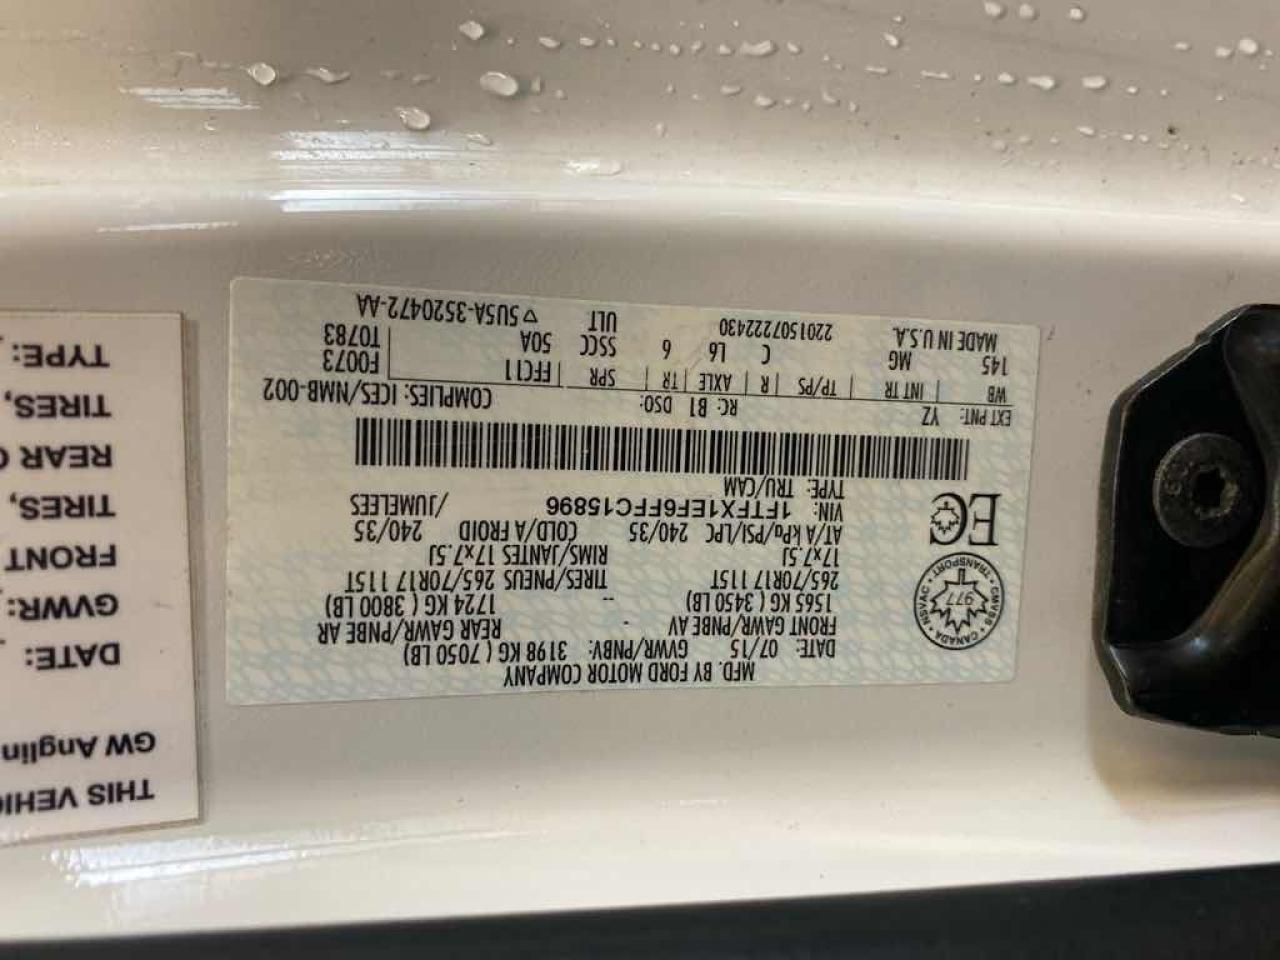 MFD. BY FORD MOTOR COMPANY
DATE: 07/15 GVWR/PNBV: 3198 KG ( 7050 LB)
FRONT GAWR/PNBE AV - REAR GAWR/PNBE AR
1565 KG ( 3450 LB) -- 1724 KG ( 3800 LB)
265/70R17 115T TIRES/PNEUS 265/70R17 115T
17x7.5J RIMS/JANTES 17x7.5J
AT/A kPa/PSI/LPC 240/35 COLD/A FROID 240/35
VIN: 1FTFX1EF6FFC15896 /JUMELEES
TYPE: TRU/CAM
CMVSS • TRANSPORT • NSVAC • CANADA •
977
EC
EXT PNT: YZ RC: B1 DSO: COMPLIES: ICES/NMB-002
WB INT TR TP/PS R AXLE TR SPR FFC11 F0073
145 MG C L6 6 SSCC 50A T0783
MADE IN U.S.A. 220150722430 ULT ▽5U5A-3520472-AA
THIS VEHI
GW Anglin
DATE:
GVWR:
FRONT
TIRES,
REAR
TIRES,
TYPE: